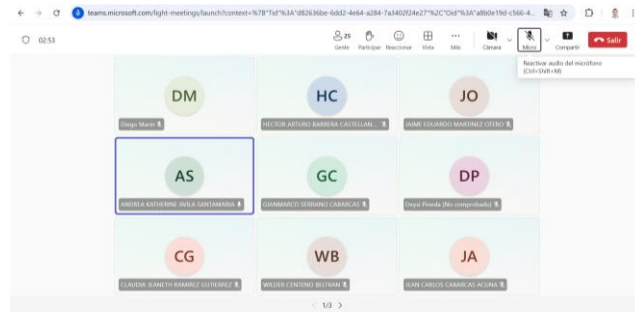 teams.microsoft.com/light-meetings/launch?context=%7B"Tid"%3A"d82636be-6dd2-4e64-a284-7a3402f24e27"%2C"Oid"%3A"a8b0e19d-c566-4...
02:53
25
Gente Participar Reaccionar Vista Más Cámara Micro Compartir Salir
Reactivar audio del micrófono
(Ctrl+Shift+M)
DM
Diego Marin
HC
HECTOR ARTURO BARRERA CASTELLAN...
JO
JAIME EDUARDO MARTINEZ OTERO
AS
ANDREA KATHERINE AVILA SANTAMARIA
GC
GIANMARCO SERRANO CABARCAS
DP
Deysi Pineda (No comprobado)
CG
CLAUDIA JEANETH RAMIREZ GUTIERREZ
WB
WILDER CENTENO BELTRAN
JA
JEAN CARLOS CABARCAS ACUNA
1/3